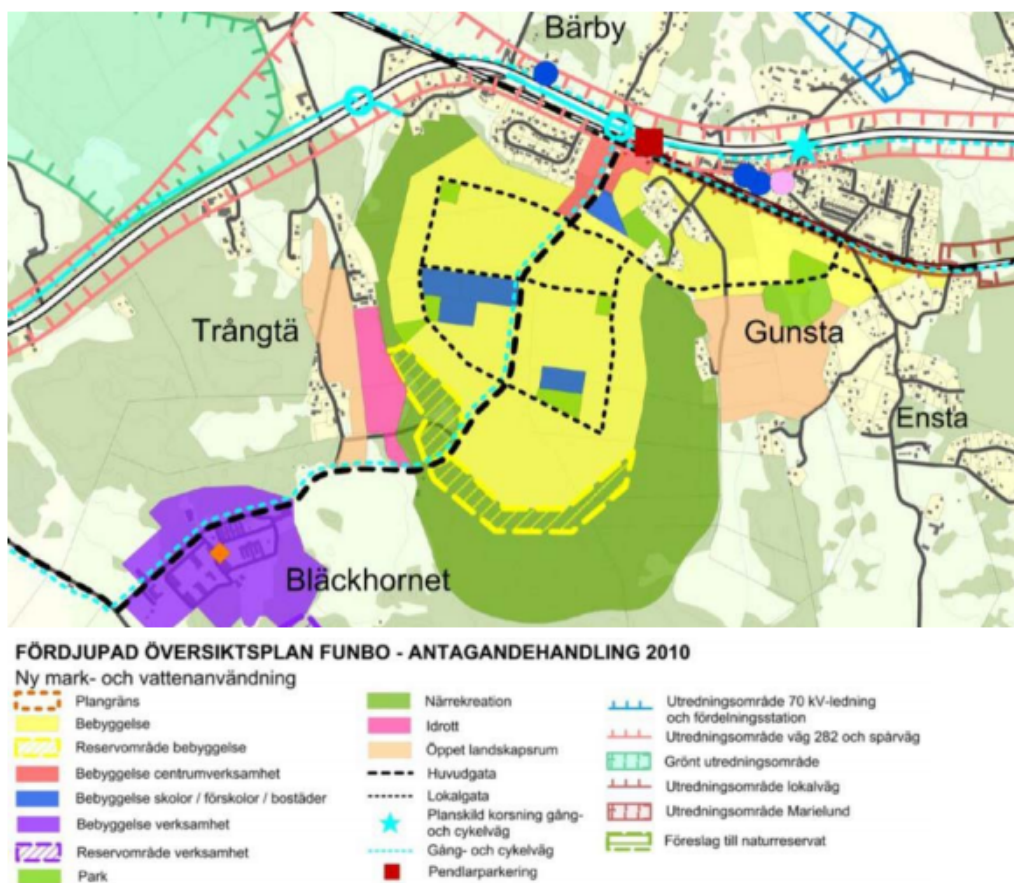 Bärby
Trångtä
Gunsta
Ensta
Bläckhornet
FÖRDJUPAD ÖVERSIKTSPLAN FUNBO - ANTAGANDEHANDLING 2010
Ny mark- och vattenanvändning
Plangräns
Bebyggelse
Reservområde bebyggelse
Bebyggelse centrumverksamhet
Bebyggelse skolor / förskolor / bostäder
Bebyggelse verksamhet
Reservområde verksamhet
Park
Närrekreation
Idrott
Öppet landskapsrum
Huvudgata
Lokalgata
Planskild korsning gång-
och cykelväg
Gång- och cykelväg
Pendlarparkering
Utredningsområde 70 kV-ledning
och fördelningsstation
Utredningsområde väg 282 och spårväg
Grönt utredningsområde
Utredningsområde lokalväg
Utredningsområde Marielund
Föreslag till naturreservat